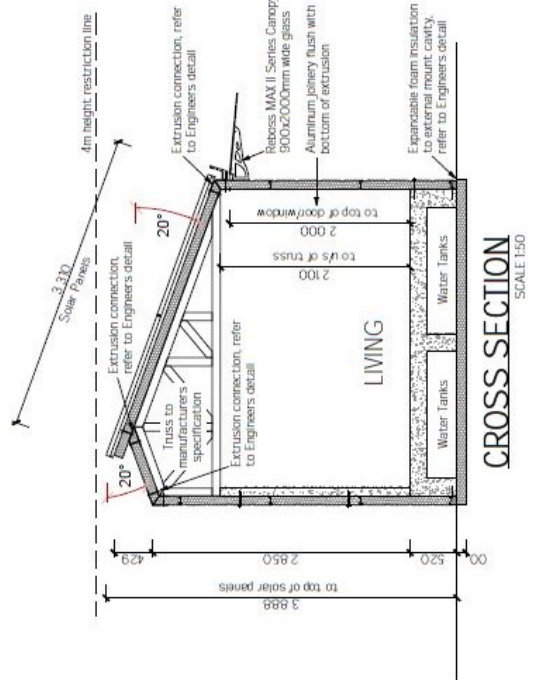 4m height restriction line
3 310
Solar Panels
Extrusion connection, refer
to Engineers detail
20°
20°
Extrusion connection, refer
to Engineers detail
Reboss MAX II Series Canopy
900x2000mm wide glass
Aluminum joinery flush with
bottom of extrusion
Expandable foam insulation
to external mount cavity,
refer to Engineers detail
Truss to
manufacturers
specification
Extrusion connection, refer
to Engineers detail
2 000
to top of door/window
2 100
to u/s of truss
LIVING
Water Tanks
Water Tanks
429
2 850
520
00
3 888
to top of solar panels
CROSS SECTION
SCALE 1:50